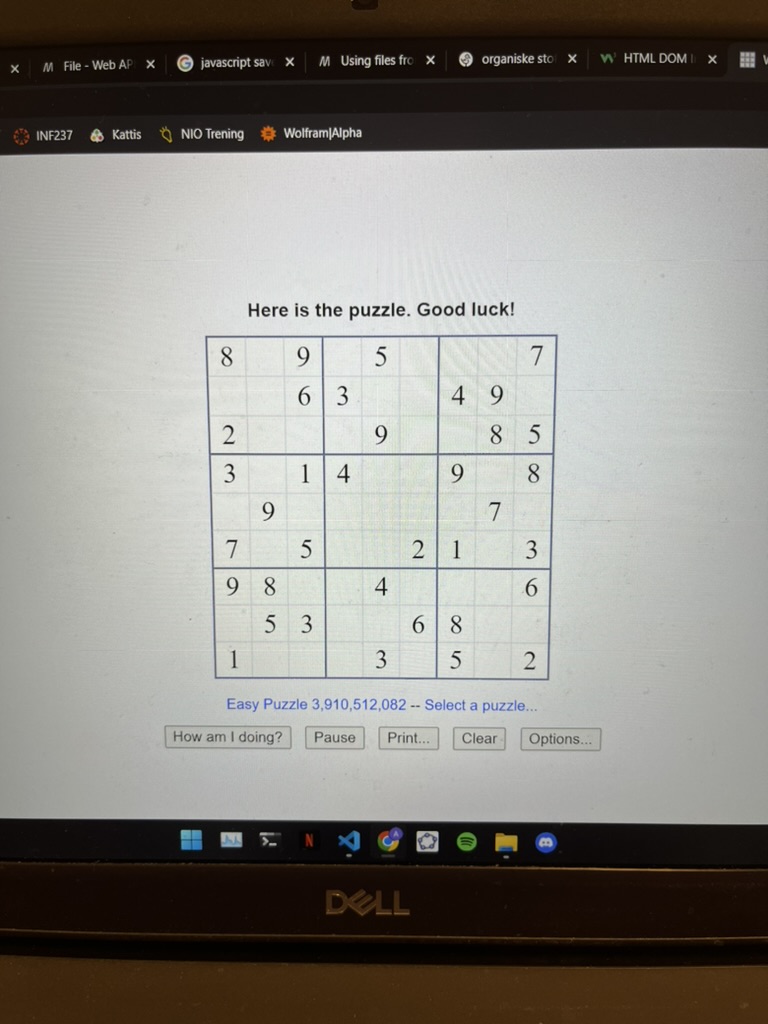 File - Web AP
javascript sav
Using files fro
organiske sto
HTML DOM
INF237 Kattis NIO Trening Wolfram|Alpha
Here is the puzzle. Good luck!
8 9 5 7
6 3 4 9
2 9 8 5
3 1 4 9 8
9 7
7 5 2 1 3
9 8 4 6
5 3 6 8
1 3 5 2
Easy Puzzle 3,910,512,082 -- Select a puzzle...
How am I doing? Pause Print... Clear Options...
DELL